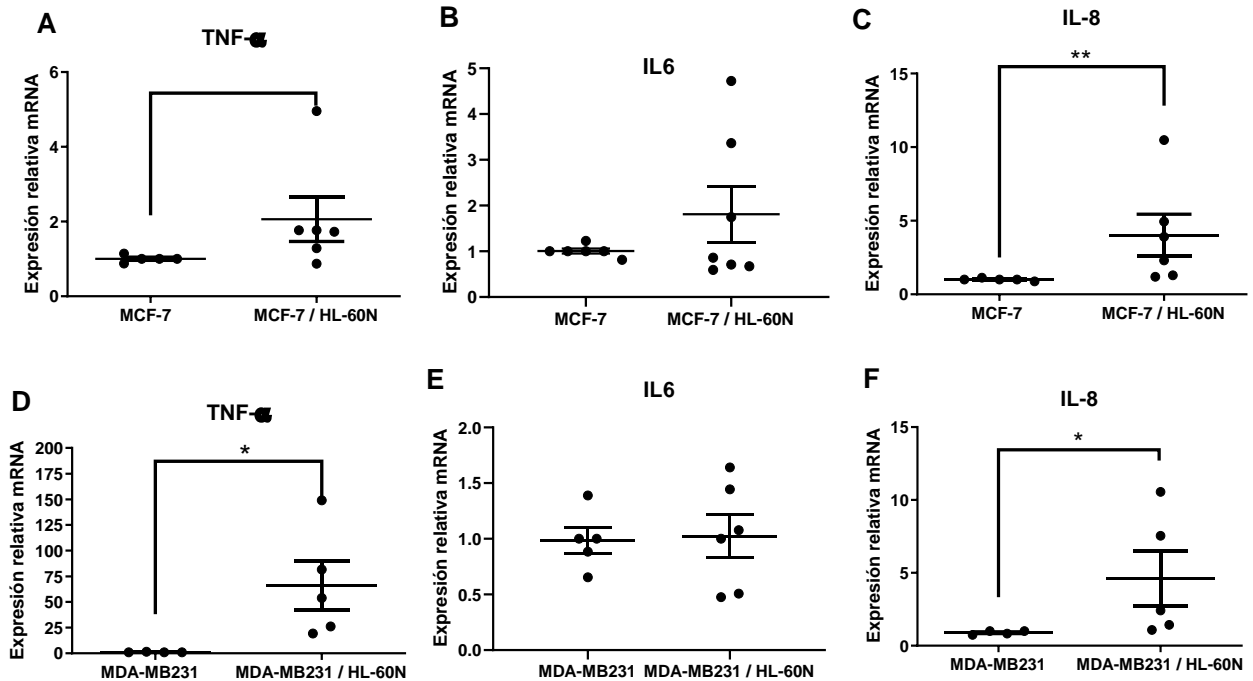 A
TNF-α
Expresión relativa mRNA
6
4
2
0
MCF-7
MCF-7 / HL-60N
B
IL6
Expresión relativa mRNA
5
4
3
2
1
0
MCF-7
MCF-7 / HL-60N
C
IL-8
**
Expresión relativa mRNA
15
10
5
0
MCF-7
MCF-7 / HL-60N
D
TNF-α
*
Expresión relativa mRNA
200
175
150
125
100
75
50
25
0
MDA-MB231
MDA-MB231 / HL-60N
E
IL6
Expresión relativa mRNA
2.0
1.5
1.0
0.5
0.0
MDA-MB231
MDA-MB231 / HL-60N
F
IL-8
*
Expresión relativa mRNA
15
10
5
0
MDA-MB231
MDA-MB231 / HL-60N